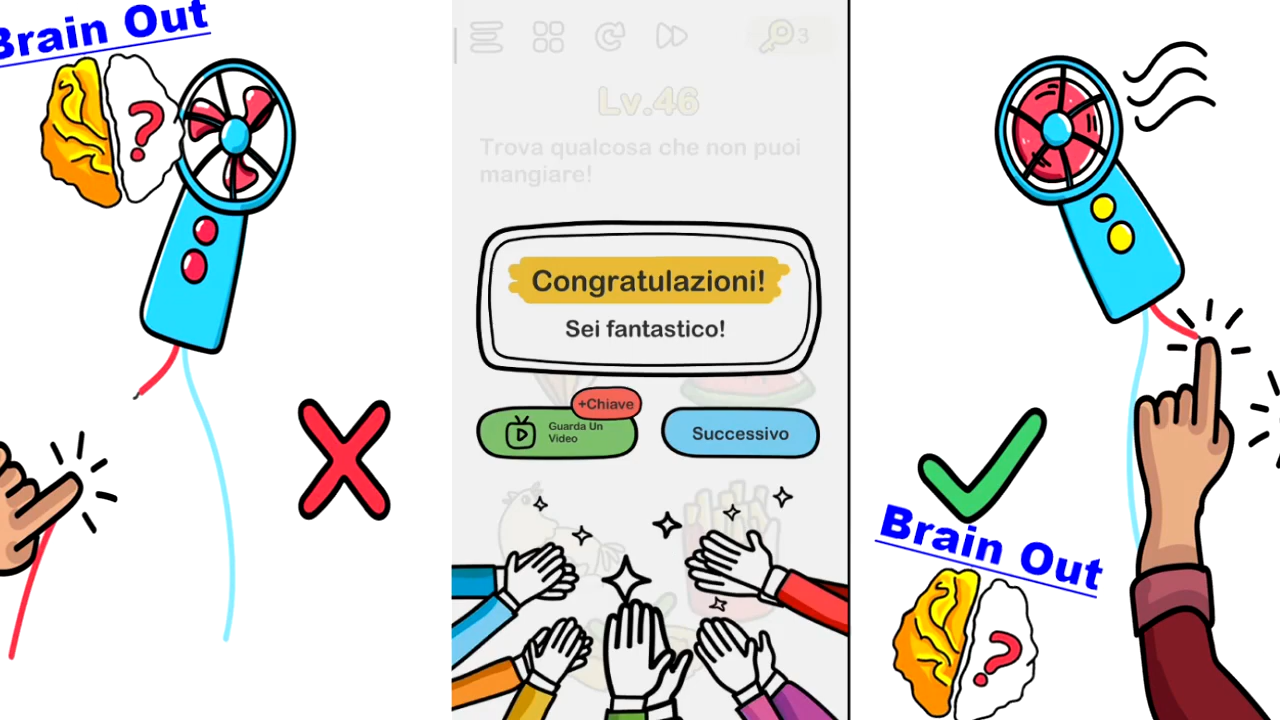 Brain Out
?
3
Lv.46
Trova qualcosa che non puoi
mangiare!
Congratulazioni!
Sei fantastico!
+Chiave
Guarda Un
Video
Successivo
Brain Out
?